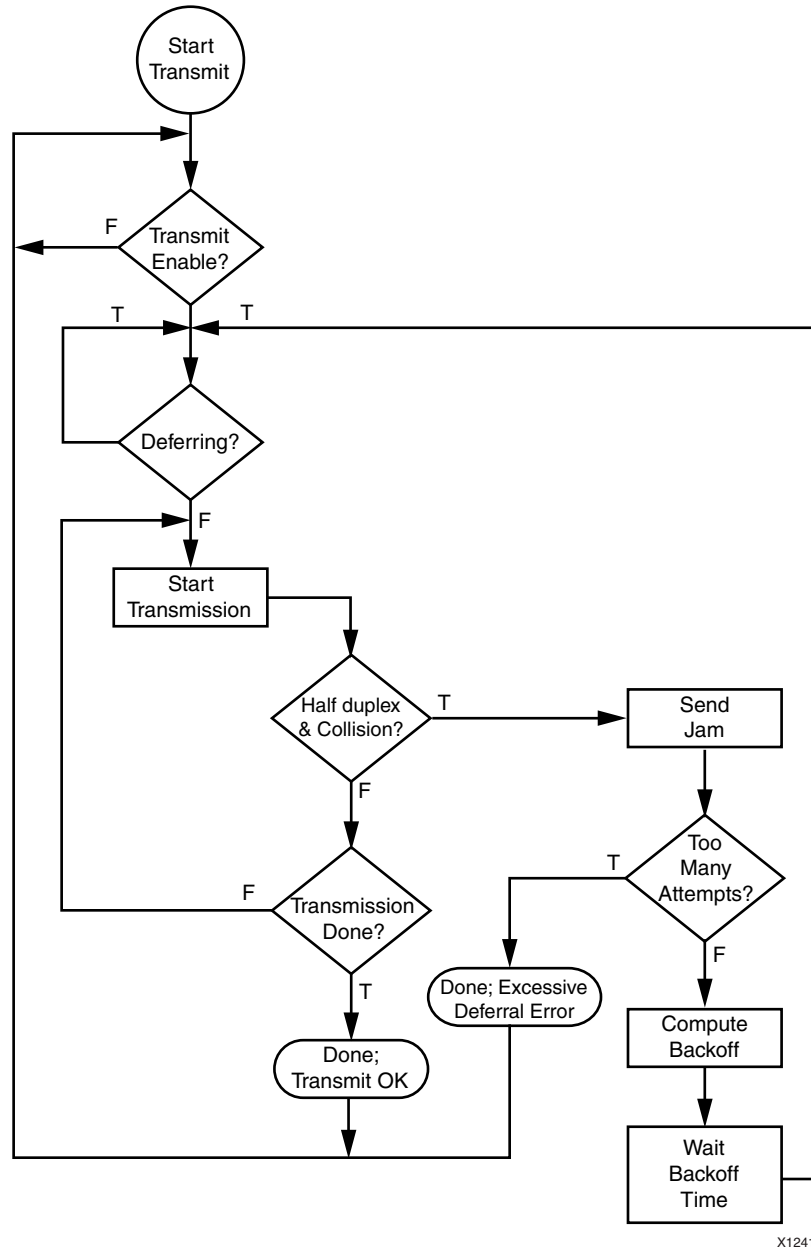 Start
Transmit
F
Transmit
Enable?
T
T
Deferring?
F
Start
Transmission
Half duplex
& Collision?
T
Send
Jam
F
Too
Many
Attempts?
T
F
Transmission
Done?
F
T
Done; Excessive
Deferral Error
Compute
Backoff
Done;
Transmit OK
Wait
Backoff
Time